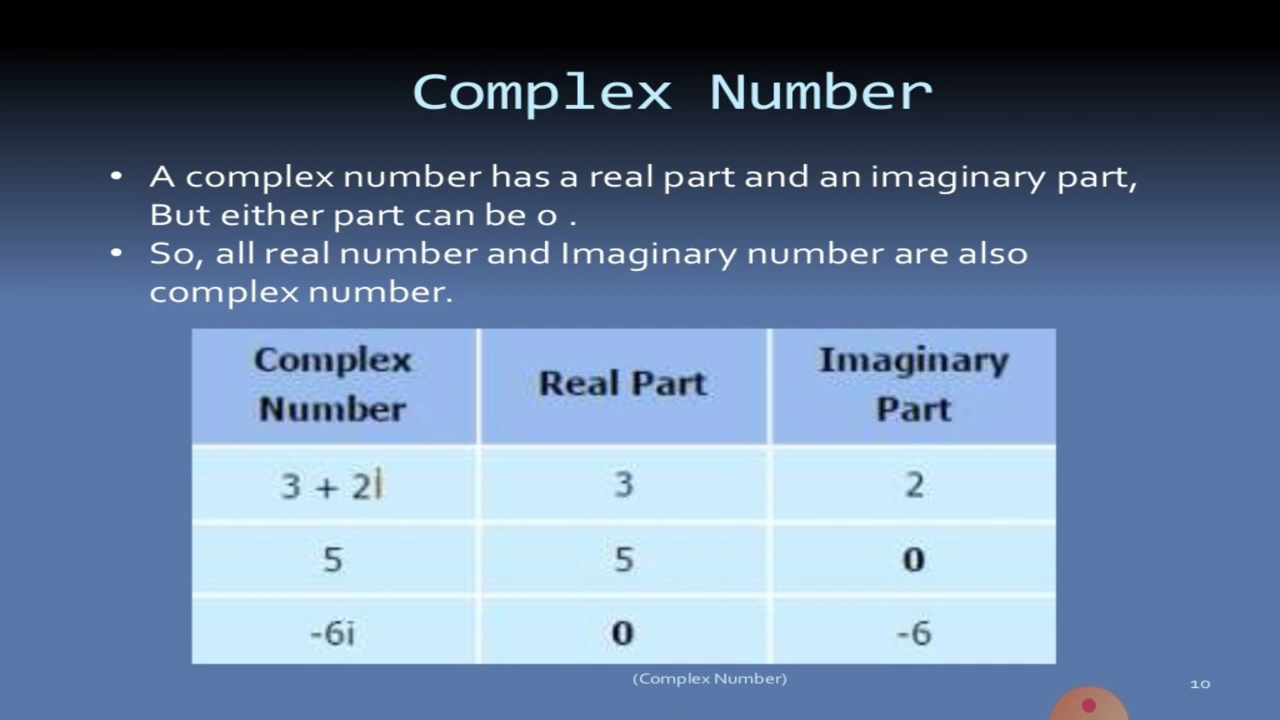 Complex Number
• A complex number has a real part and an imaginary part,
But either part can be 0 .
• So, all real number and Imaginary number are also
complex number.
Complex Number Real Part Imaginary Part
3 + 2i 3 2
5 5 0
-6i 0 -6
(Complex Number)
10